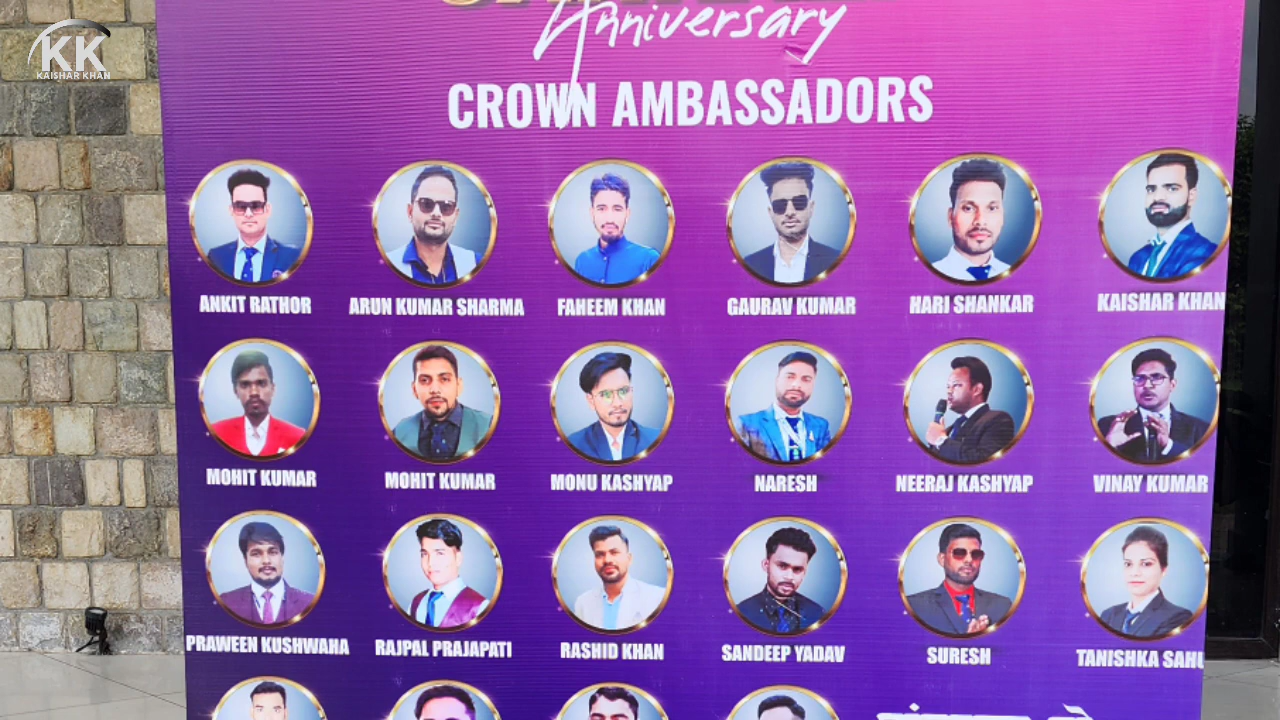 KK
KAISHAR KHAN
Anniversary
CROWN AMBASSADORS
ANKIT RATHOR
ARUN KUMAR SHARMA
FAHEEM KHAN
GAURAV KUMAR
HARI SHANKAR
KAISHAR KHAN
MOHIT KUMAR
MOHIT KUMAR
MONU KASHYAP
NARESH
NEERAJ KASHYAP
VINAY KUMAR
PRAWEEN KUSHWAHA
RAJPAL PRAJAPATI
RASHID KHAN
SANDEEP YADAV
SURESH
TANISHKA SAHU